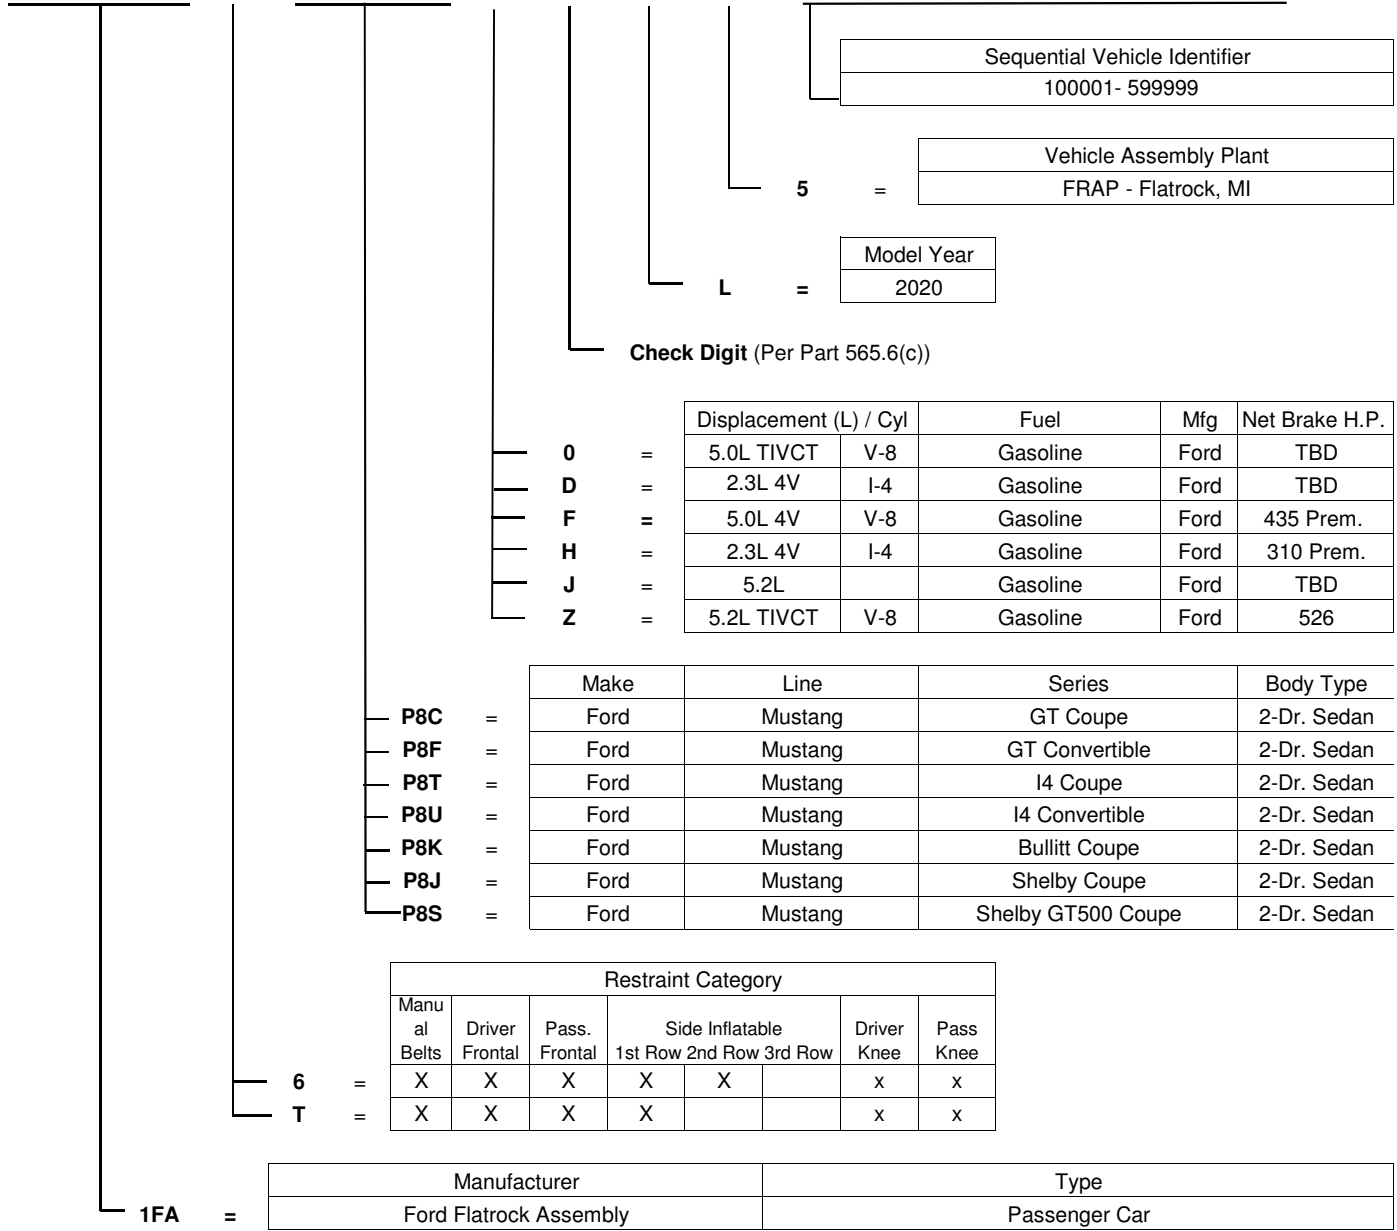 Sequential Vehicle Identifier
100001- 599999
Vehicle Assembly Plant
5 = FRAP - Flatrock, MI
Model Year
L = 2020
Check Digit (Per Part 565.6(c))
Displacement (L) / Cyl Fuel Mfg Net Brake H.P.
0 = 5.0L TIVCT V-8 Gasoline Ford TBD
D = 2.3L 4V I-4 Gasoline Ford TBD
F = 5.0L 4V V-8 Gasoline Ford 435 Prem.
H = 2.3L 4V I-4 Gasoline Ford 310 Prem.
J = 5.2L Gasoline Ford TBD
Z = 5.2L TIVCT V-8 Gasoline Ford 526
Make Line Series Body Type
P8C = Ford Mustang GT Coupe 2-Dr. Sedan
P8F = Ford Mustang GT Convertible 2-Dr. Sedan
P8T = Ford Mustang I4 Coupe 2-Dr. Sedan
P8U = Ford Mustang I4 Convertible 2-Dr. Sedan
P8K = Ford Mustang Bullitt Coupe 2-Dr. Sedan
P8J = Ford Mustang Shelby Coupe 2-Dr. Sedan
P8S = Ford Mustang Shelby GT500 Coupe 2-Dr. Sedan
Restraint Category
Manu
al Driver Pass. Side Inflatable Driver Pass
Belts Frontal Frontal 1st Row 2nd Row 3rd Row Knee Knee
6 = X X X X X x x
T = X X X X x x
Manufacturer Type
1FA = Ford Flatrock Assembly Passenger Car